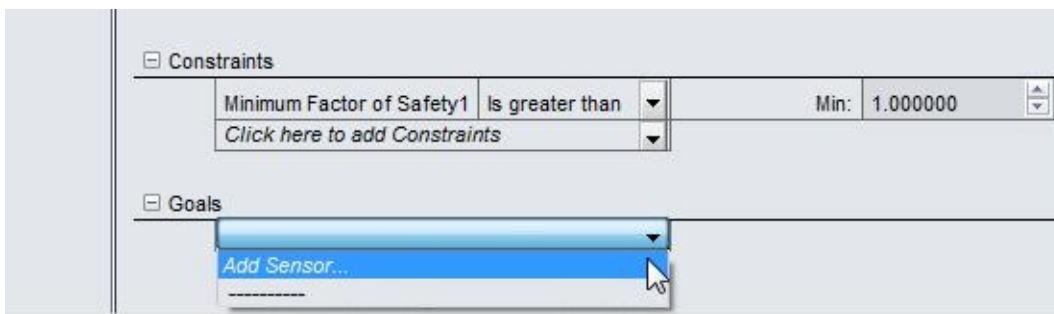 Constraints
Minimum Factor of Safety1 Is greater than Min: 1.000000
Click here to add Constraints
Goals
Add Sensor...
----------